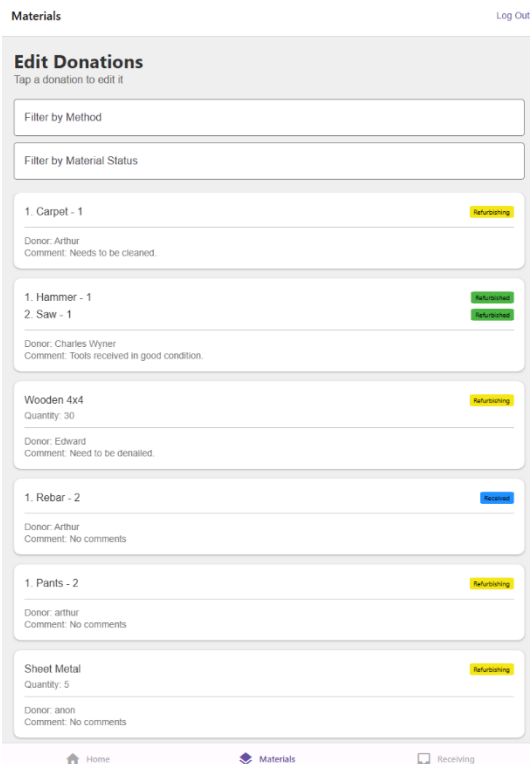 Materials
Log Out
Edit Donations
Tap a donation to edit it
Filter by Method
Filter by Material Status
1. Carpet - 1
Refurbishing
Donor: Arthur
Comment: Needs to be cleaned.
1. Hammer - 1
Refurbished
2. Saw - 1
Refurbished
Donor: Charles Wyner
Comment: Tools received in good condition.
Wooden 4x4
Refurbishing
Quantity: 30
Donor: Edward
Comment: Need to be denailed.
1. Rebar - 2
Received
Donor: Arthur
Comment: No comments
1. Pants - 2
Refurbishing
Donor: arthur
Comment: No comments
Sheet Metal
Refurbishing
Quantity: 5
Donor: anon
Comment: No comments
Home
Materials
Receiving